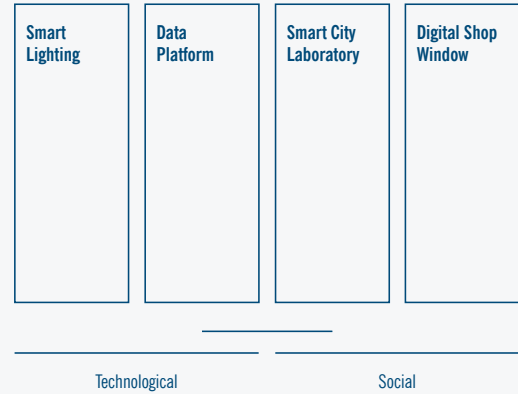 Smart
Lighting
Data
Platform
Smart City
Laboratory
Digital Shop
Window
Technological
Social